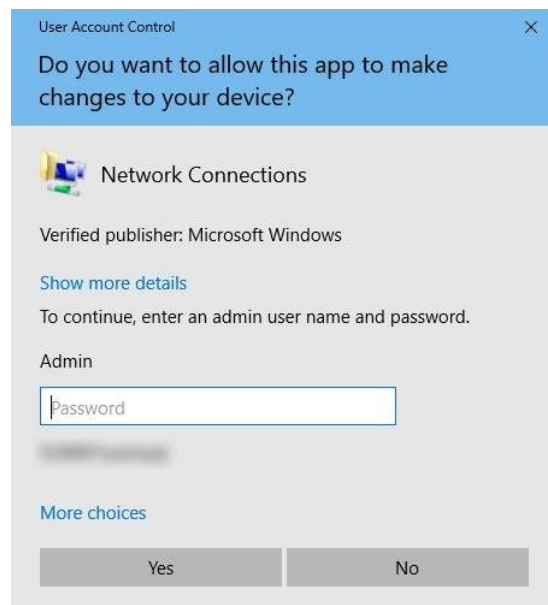 User Account Control
Do you want to allow this app to make
changes to your device?
Network Connections
Verified publisher: Microsoft Windows
Show more details
To continue, enter an admin user name and password.
Admin
Password
More choices
Yes
No